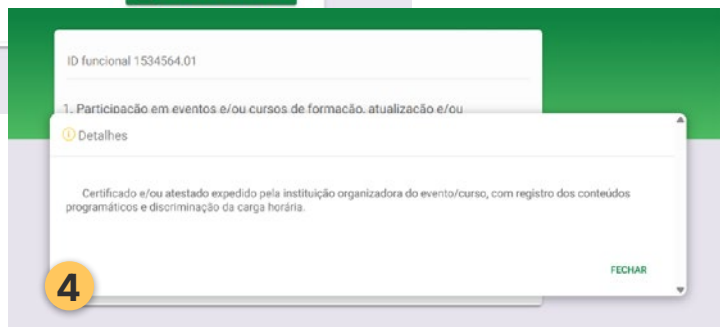 ID funcional 1534564.01
1. Participação em eventos e/ou cursos de formação, atualização e/ou
Detalhes
Certificado e/ou atestado expedido pela instituição organizadora do evento/curso, com registro dos conteúdos
programáticos e discriminação da carga horária.
FECHAR
4